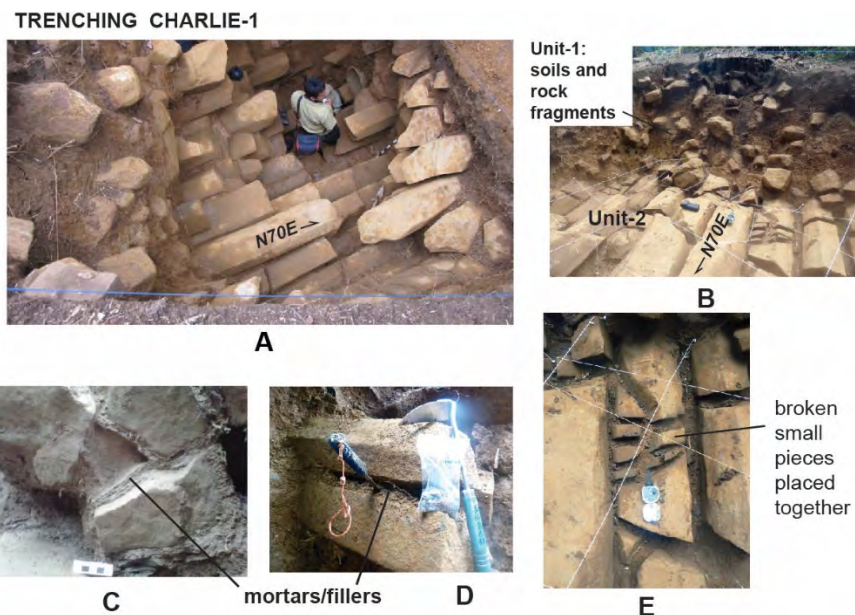 TRENCHING CHARLIE-1
N70E
A
Unit-1:
soils and
rock
fragments
Unit-2
N70E
B
C
D
mortars/fillers
broken
small
pieces
placed
together
E